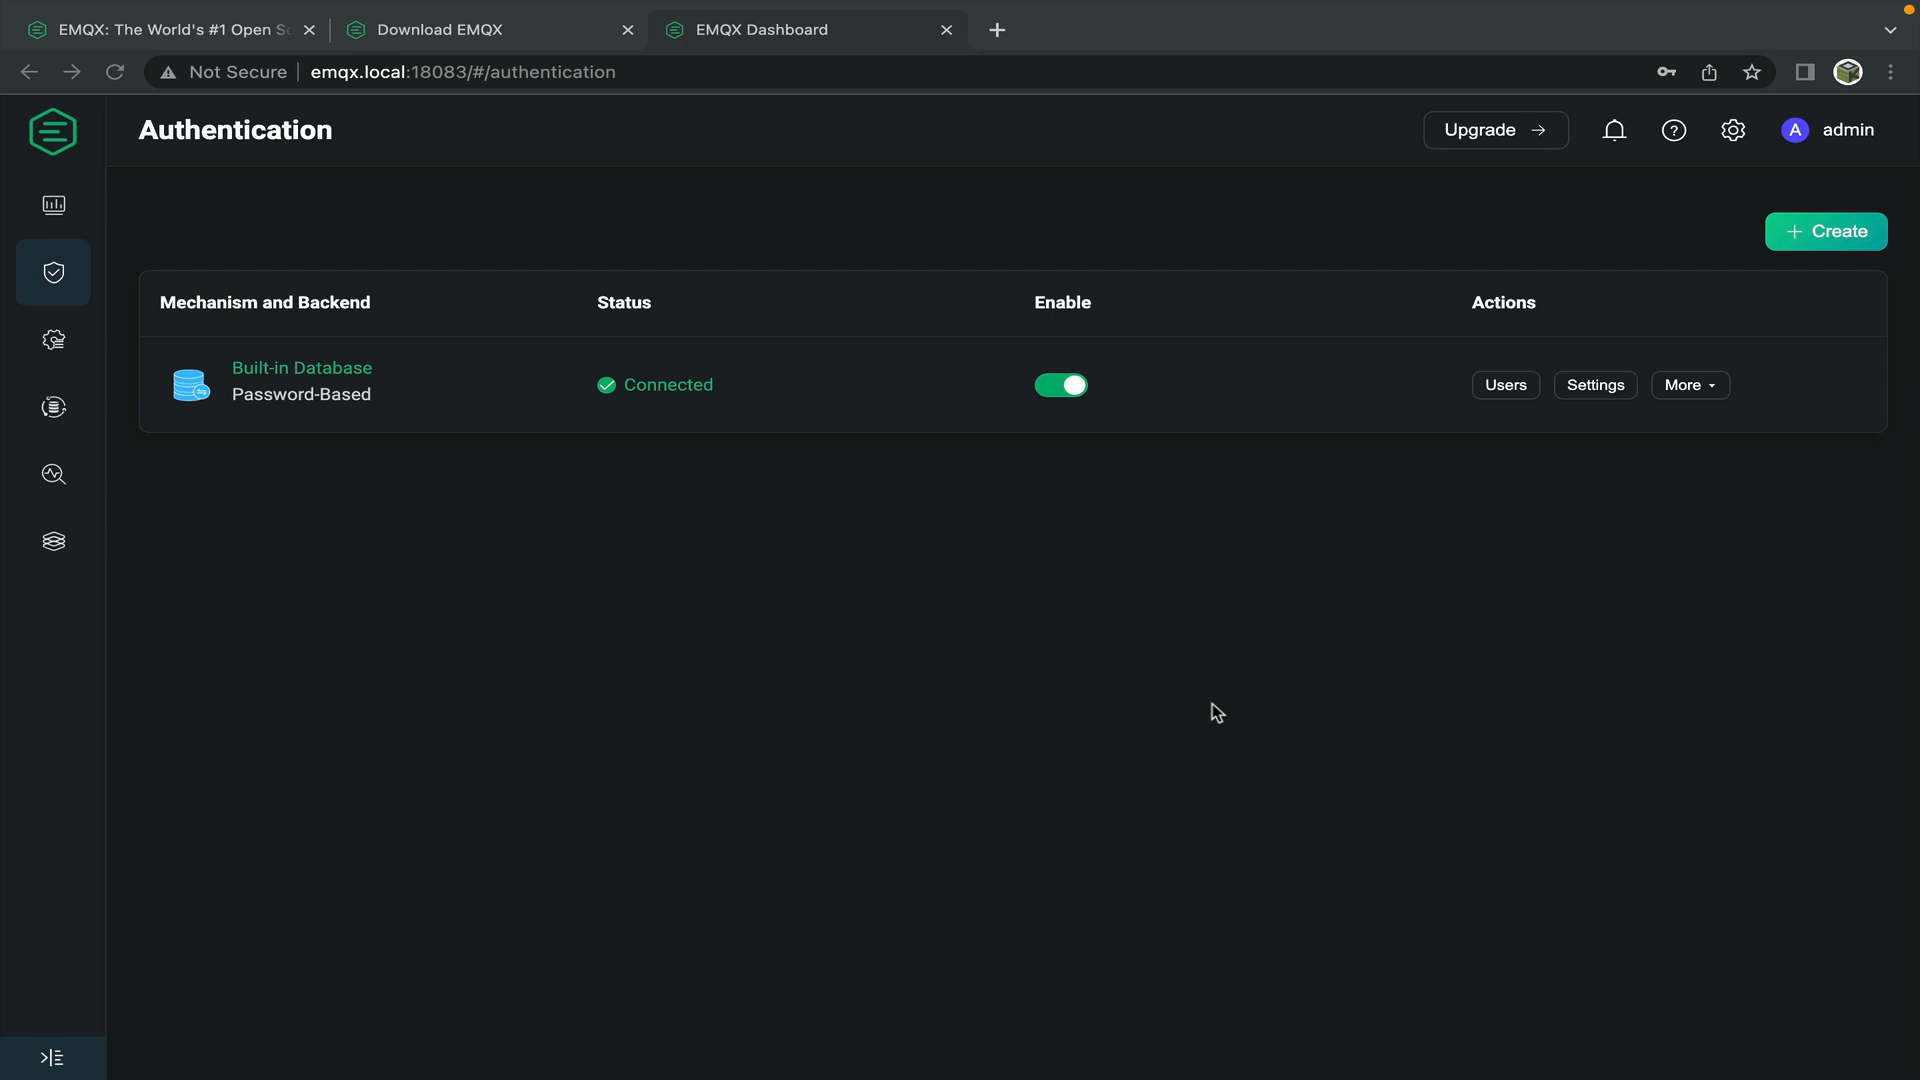 EMQX: The World's #1 Open So
Download EMQX
EMQX Dashboard
Not Secure
emqx.local:18083/#/authentication
Authentication
Upgrade
A
admin
+ Create
Mechanism and Backend
Status
Enable
Actions
Built-in Database
Password-Based
Connected
Users
Settings
More